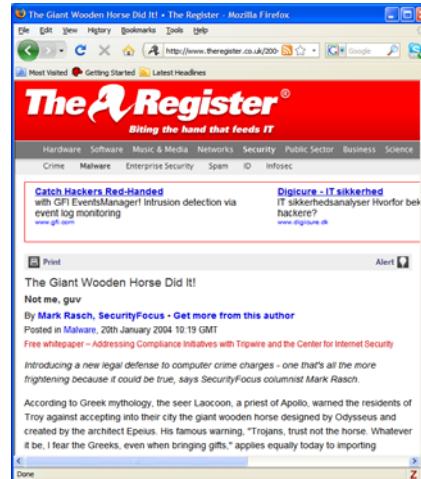 The Giant Wooden Horse Did It! • The Register - Mozilla Firefox
File Edit View History Bookmarks Tools Help
http://www.theregister.co.uk/200 Google
Most Visited Getting Started Latest Headlines
The Register®
Biting the hand that feeds IT
Hardware Software Music & Media Networks Security Public Sector Business Science
Crime Malware Enterprise Security Spam ID Infosec
Catch Hackers Red-Handed
with GFI EventsManager! Intrusion detection via
event log monitoring
www.gfi.com
Digicure - IT sikkerhed
IT sikkerhedsanalyser Hvorfor bek
hackere?
www.digicure.dk
Print Alert
The Giant Wooden Horse Did It!
Not me, guv
By Mark Rasch, SecurityFocus • Get more from this author
Posted in Malware, 20th January 2004 10:19 GMT
Free whitepaper – Addressing Compliance Initiatives with Tripwire and the Center for Internet Security
Introducing a new legal defense to computer crime charges - one that's all the more
frightening because it could be true, says SecurityFocus columnist Mark Rasch.
According to Greek mythology, the seer Laocoon, a priest of Apollo, warned the residents of
Troy against accepting into their city the giant wooden horse designed by Odysseus and
created by the architect Epeius. His famous warning, "Trojans, trust not the horse. Whatever
it be, I fear the Greeks, even when bringing gifts," applies equally today to importing
Done